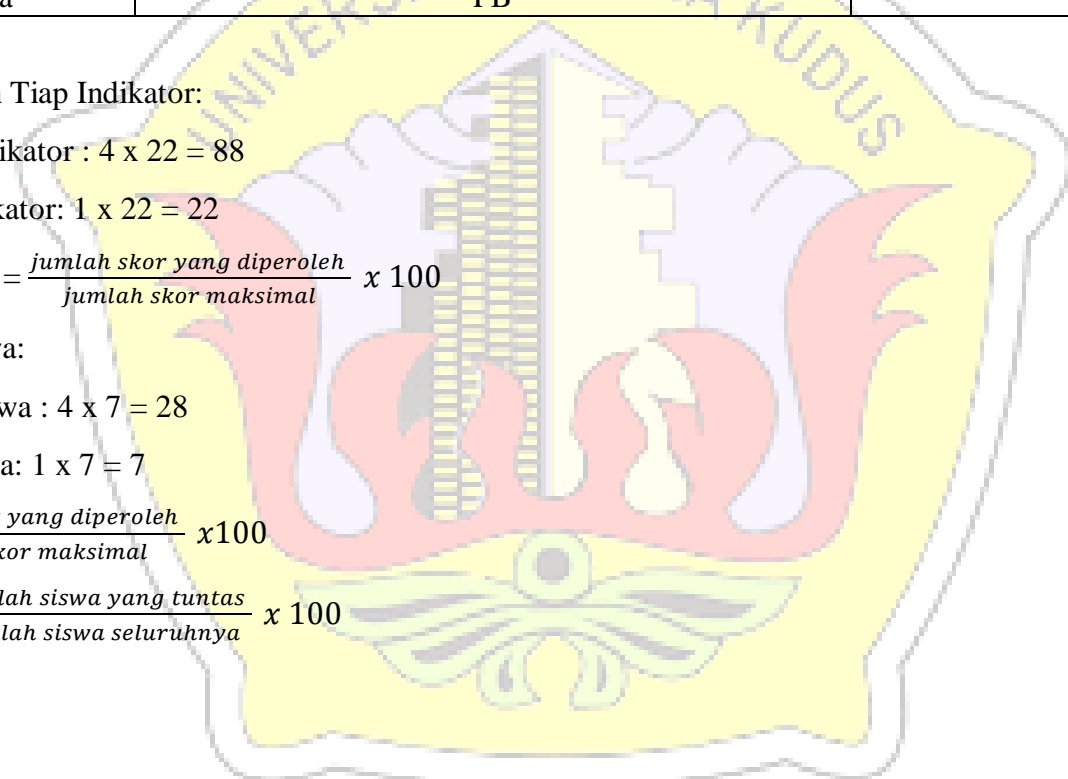 a PB
UNIVERS KUDUS
Tiap Indikator:
ikator : 4 x 22 = 88
kator: 1 x 22 = 22
= jumlah skor yang diperoleh
jumlah skor maksimal x 100
a:
wa : 4 x 7 = 28
a: 1 x 7 = 7
yang diperoleh
kor maksimal x100
lah siswa yang tuntas
lah siswa seluruhnya x 100